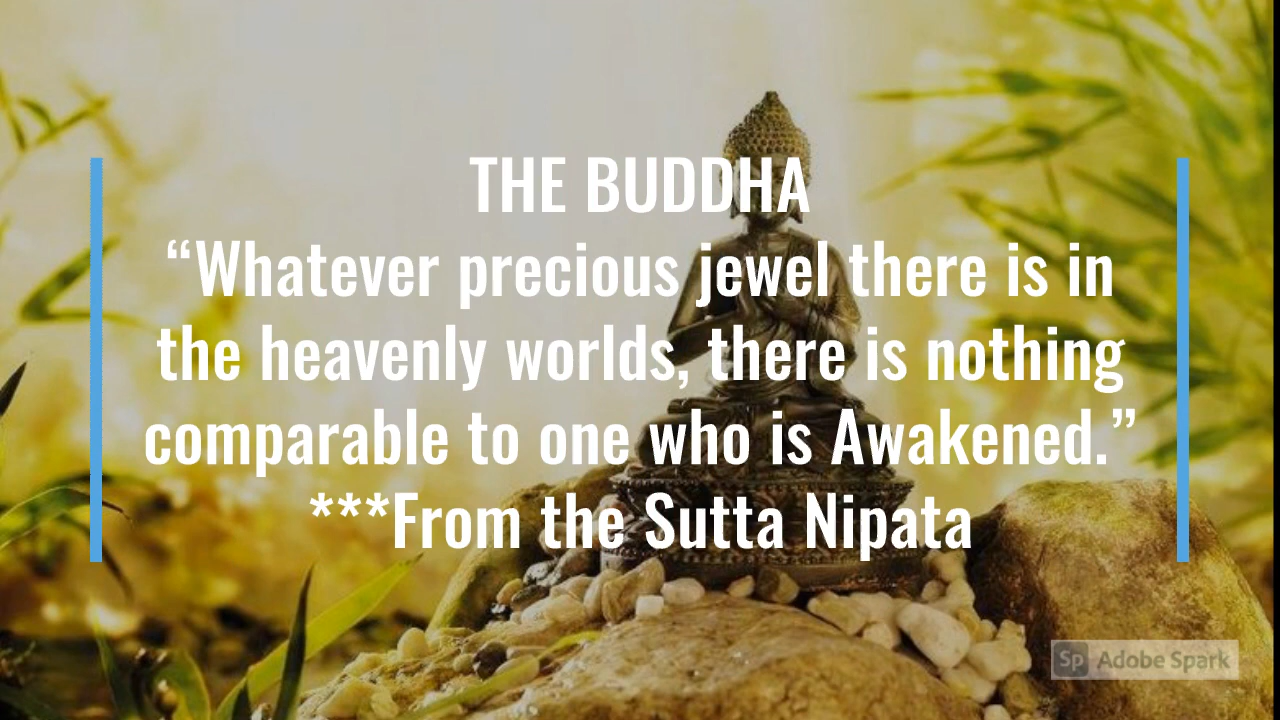 THE BUDDHA
“Whatever precious jewel there is in
the heavenly worlds, there is nothing
comparable to one who is Awakened.”
***From the Sutta Nipata
Sp Adobe Spark